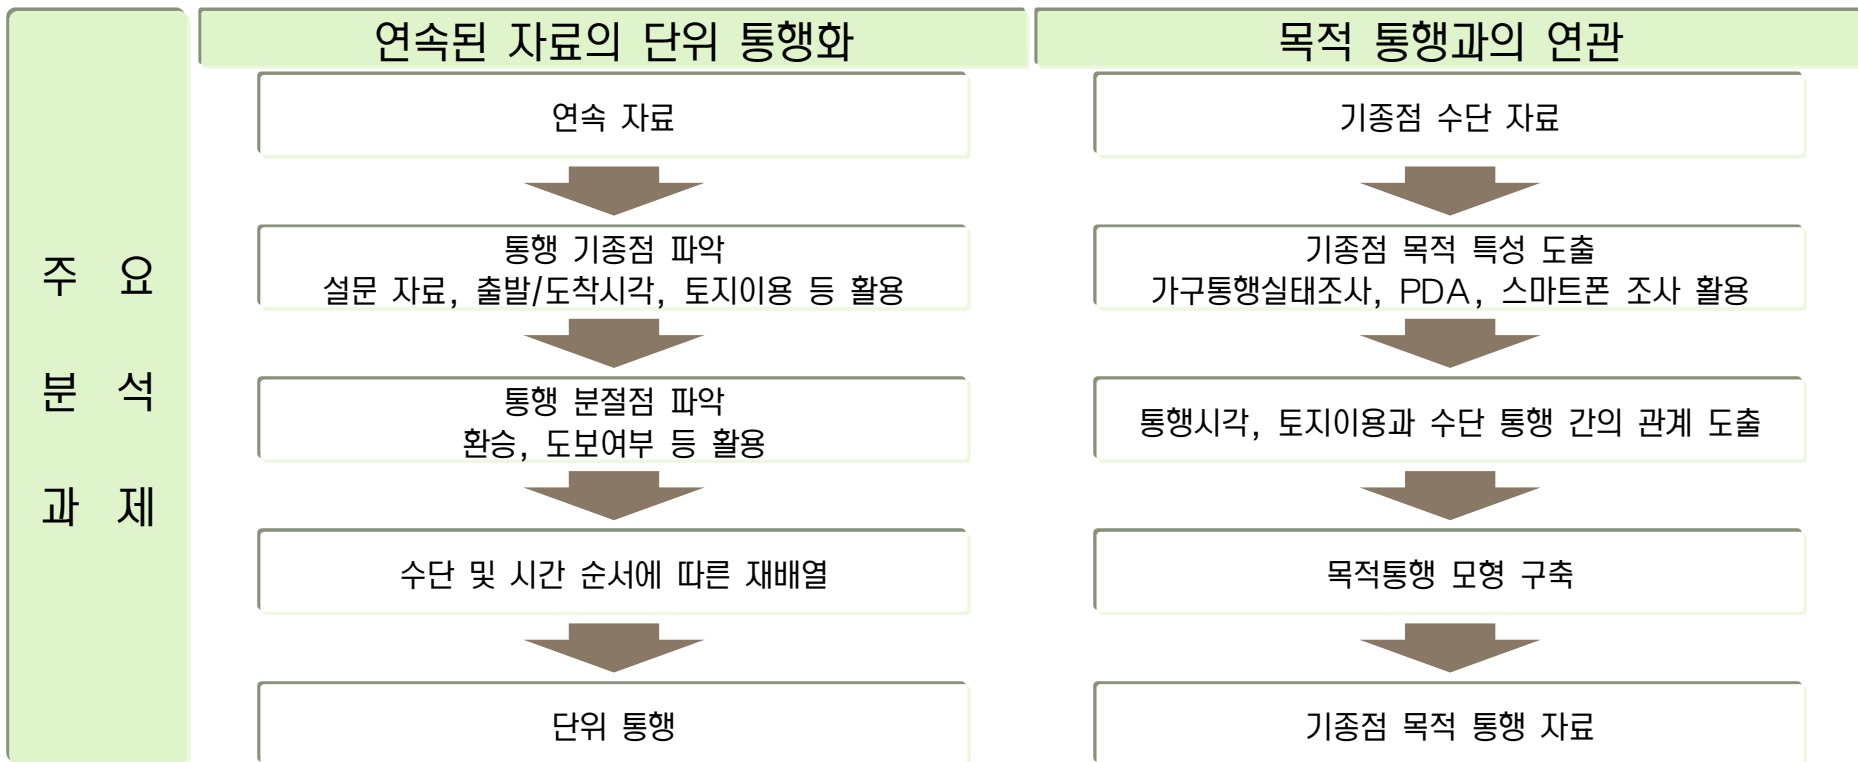 주 요
분 석
과 제
연속된 자료의 단위 통행화
연속 자료
통행 기종점 파악
설문 자료, 출발/도착시각, 토지이용 등 활용
통행 분절점 파악
환승, 도보여부 등 활용
수단 및 시간 순서에 따른 재배열
단위 통행
목적 통행과의 연관
기종점 수단 자료
기종점 목적 특성 도출
가구통행실태조사, PDA, 스마트폰 조사 활용
통행시각, 토지이용과 수단 통행 간의 관계 도출
목적통행 모형 구축
기종점 목적 통행 자료